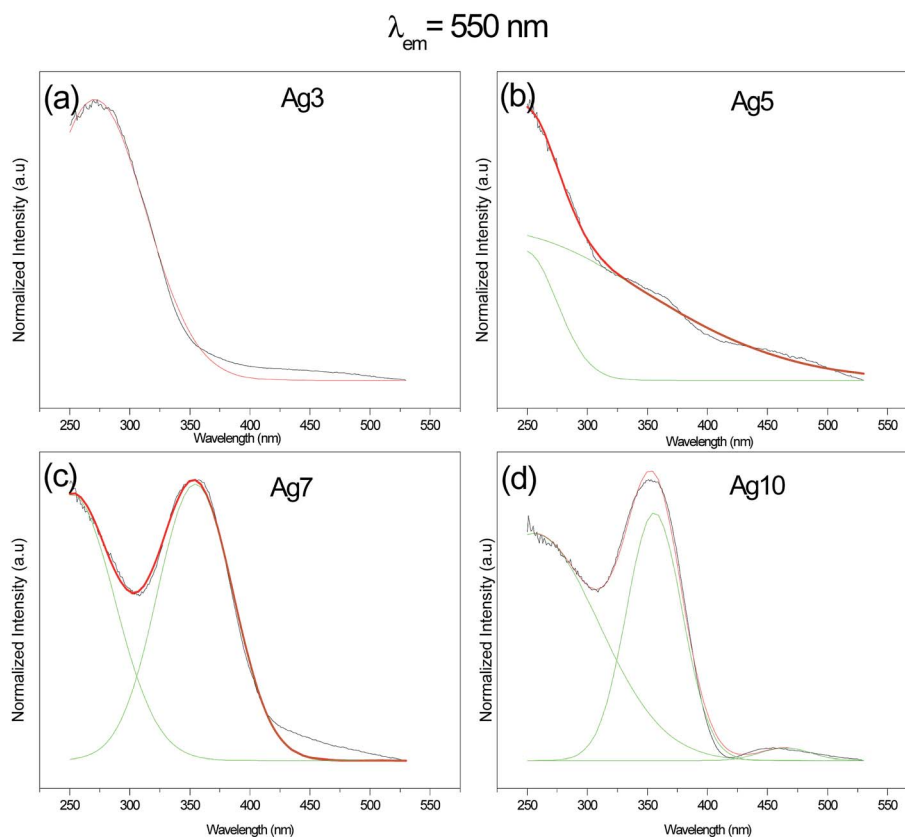 λem= 550 nm
(a)
Ag3
Normalized Intensity (a.u)
250 300 350 400 450 500 550
Wavelength (nm)
(b)
Ag5
Normalized Intensity (a.u)
250 300 350 400 450 500 550
Wavelength (nm)
(c)
Ag7
Normalized Intensity (a.u)
250 300 350 400 450 500 550
Wavelength (nm)
(d)
Ag10
Normalized Intensity (a.u)
250 300 350 400 450 500 550
Wavelength (nm)